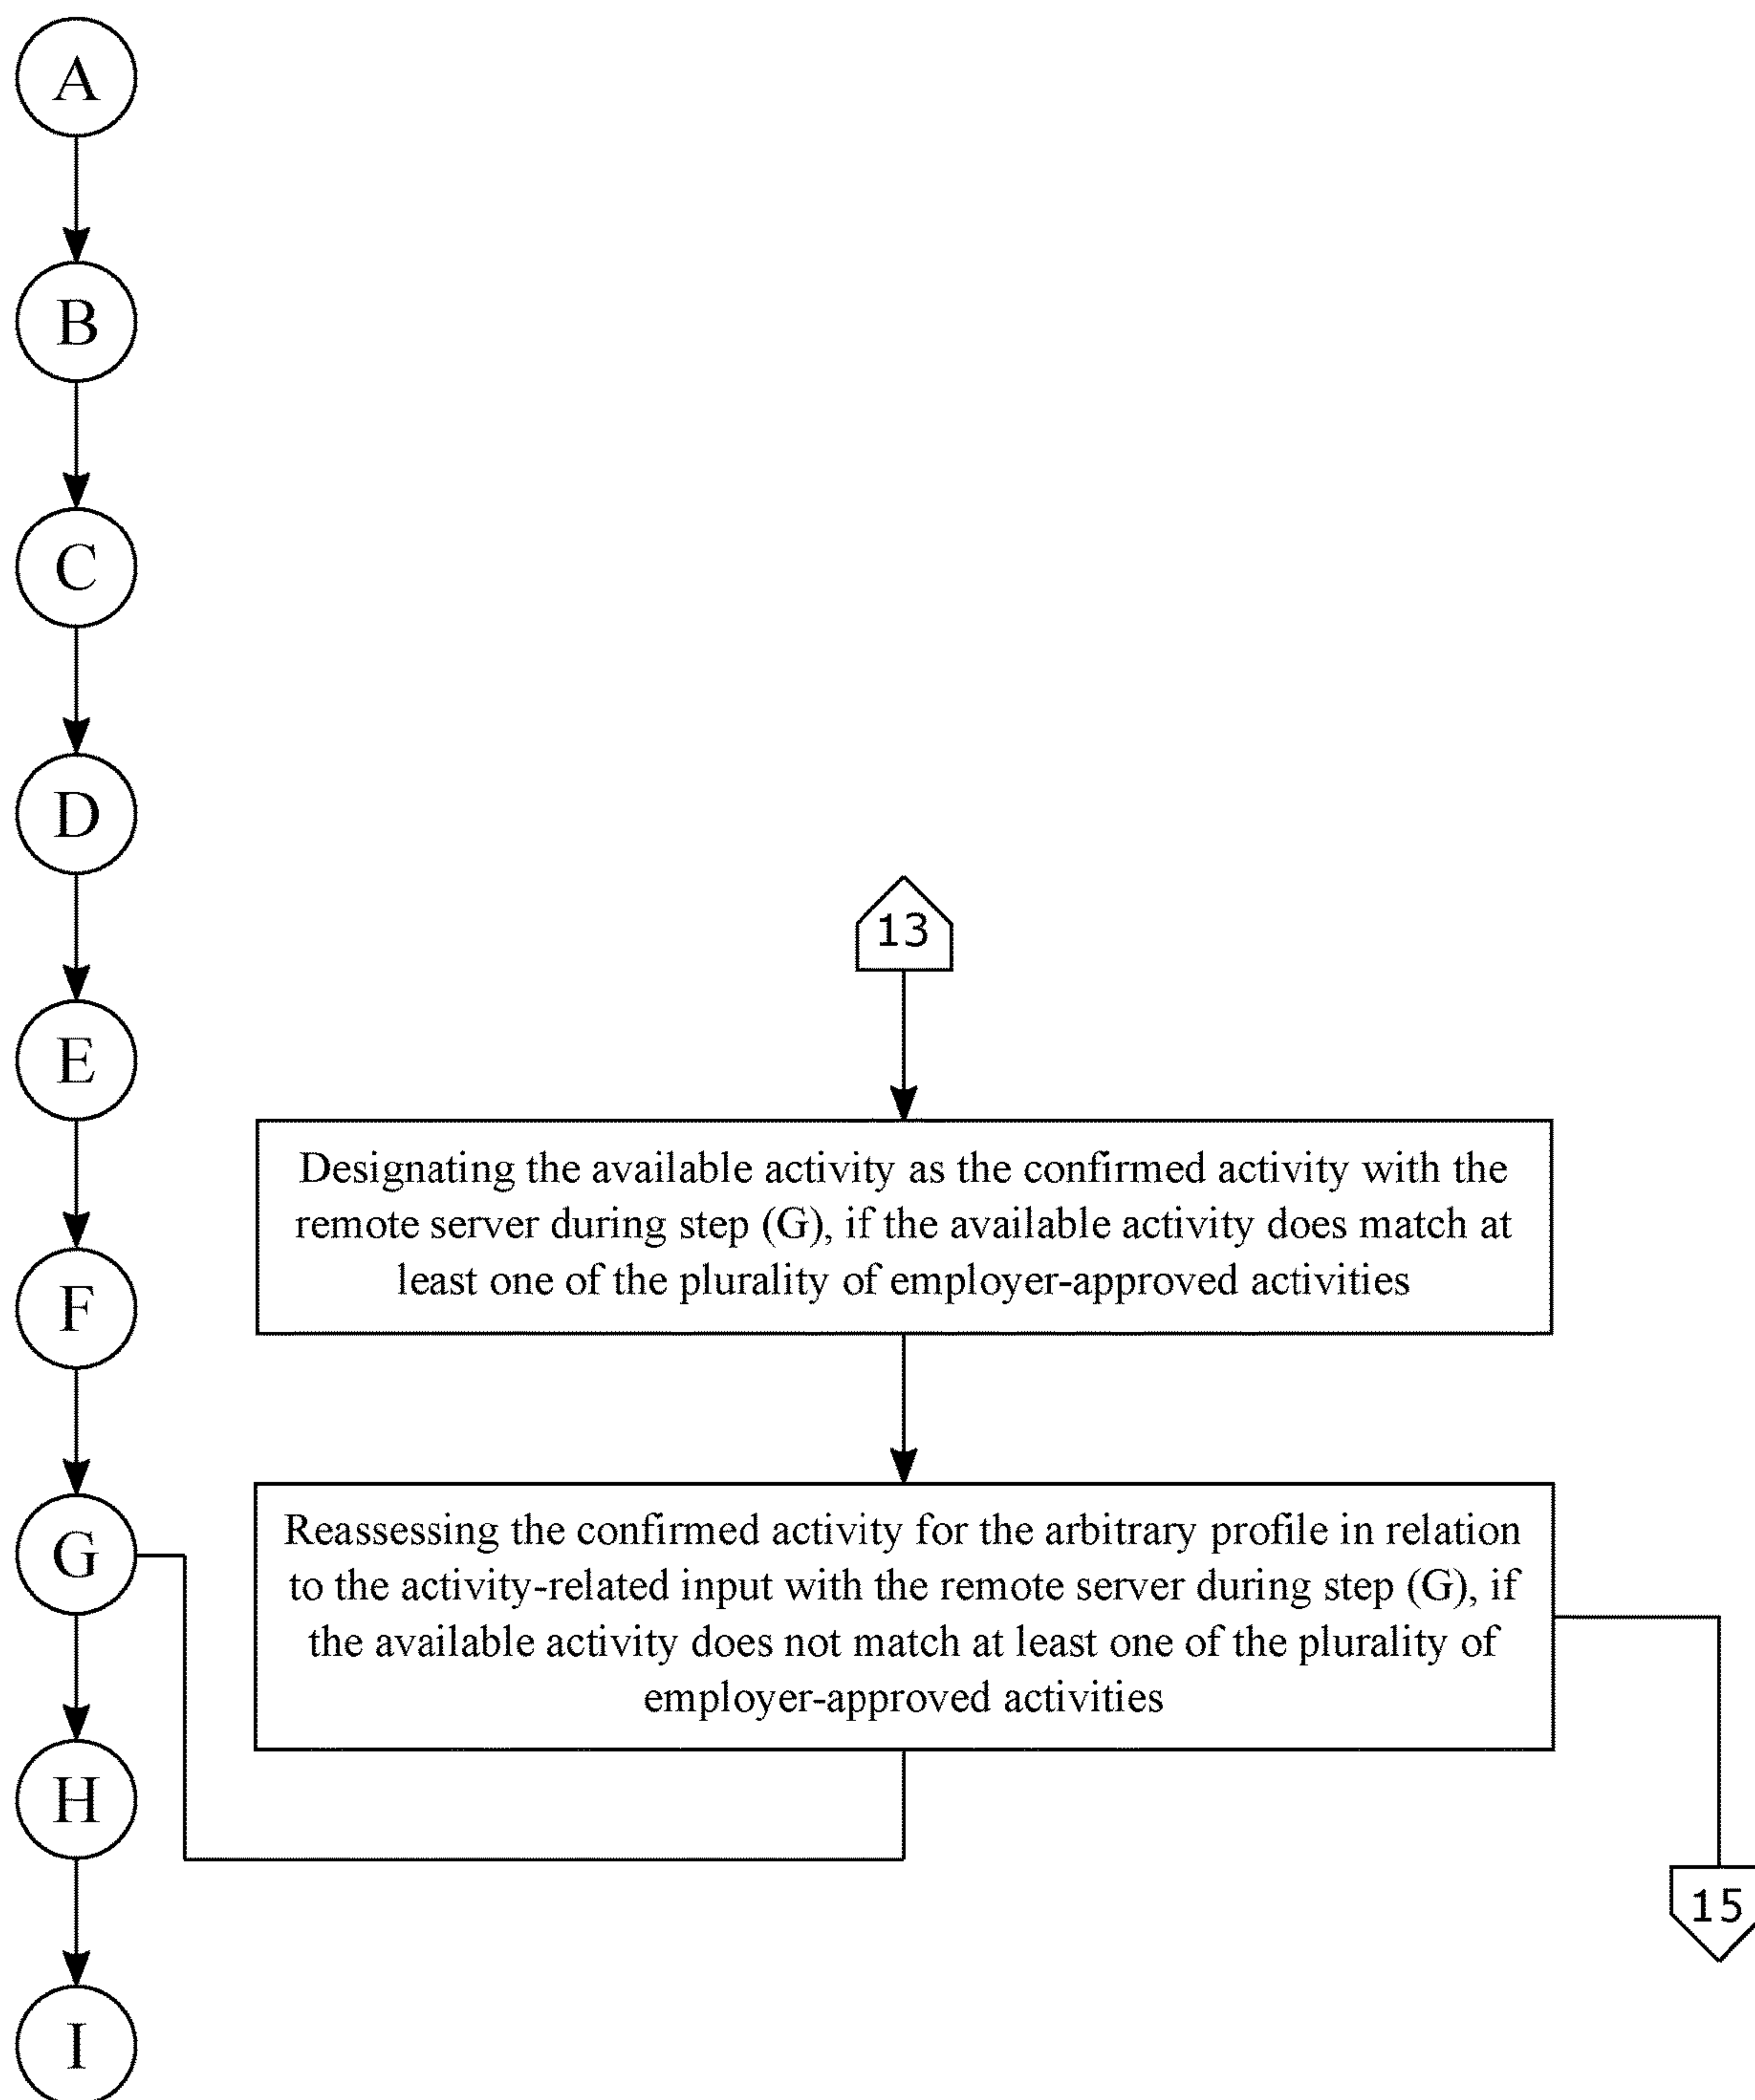 A
B
C
D
13
E
Designating the available activity as the confirmed activity with the
remote server during step (G), if the available activity does match at
least one of the plurality of employer-approved activities
F
G
Reassessing the confirmed activity for the arbitrary profile in relation
to the activity-related input with the remote server during step (G), if
the available activity does not match at least one of the plurality of
employer-approved activities
H
15
I